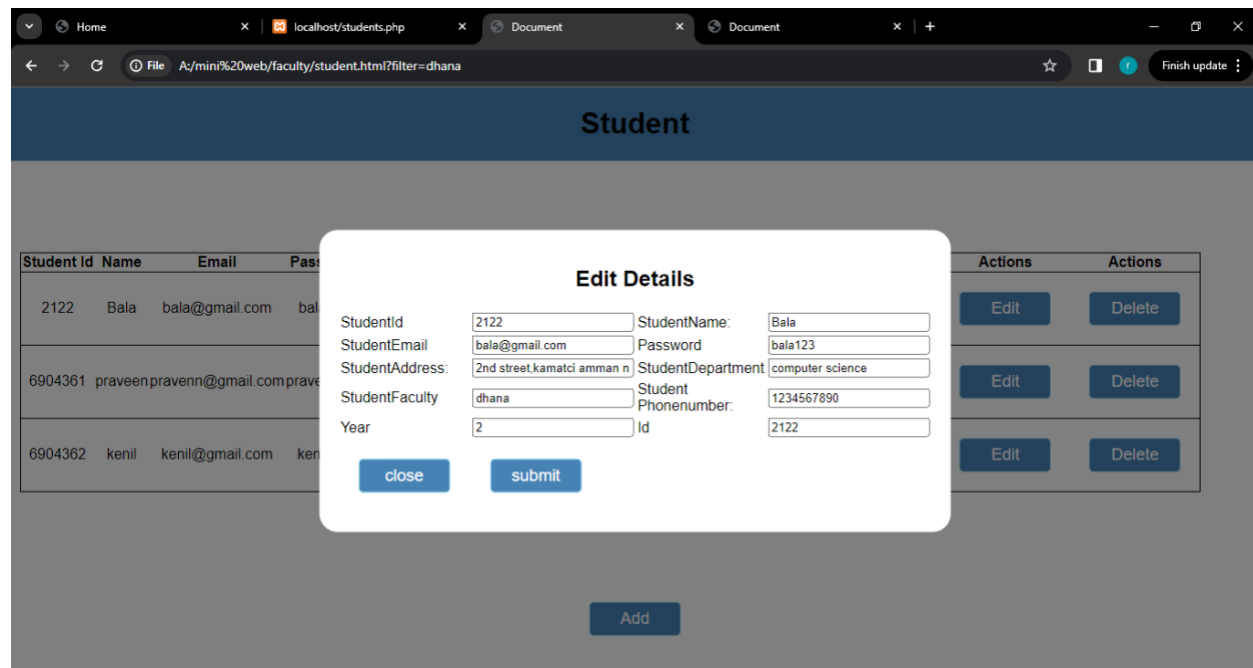 Home
localhost/students.php
Document
Document
File A:/mini%20web/faculty/student.html?filter=dhana
Finish update
Student
Student Id Name Email Pass Actions Actions
Edit Details
2122 Bala bala@gmail.com bal Edit Delete
StudentId 2122 StudentName: Bala
StudentEmail bala@gmail.com Password bala123
StudentAddress: 2nd street,kamatci amman n StudentDepartment computer science
6904361 praveen pravenn@gmail.com prave Edit Delete
StudentFaculty dhana Student Phonenumber: 1234567890
Year 2 Id 2122
6904362 kenil kenil@gmail.com ken Edit Delete
close submit
Add